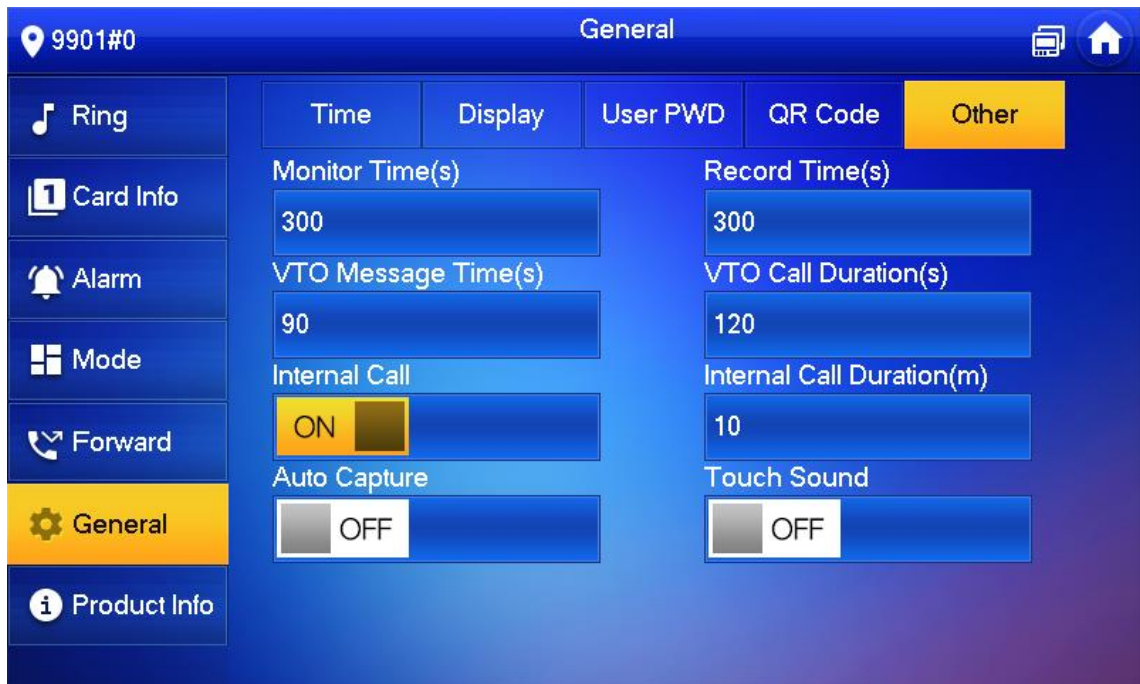 9901#0
General
Ring
Card Info
Alarm
Mode
Forward
General
Product Info
Time Display User PWD QR Code Other
Monitor Time(s) Record Time(s)
300 300
VTO Message Time(s) VTO Call Duration(s)
90 120
Internal Call Internal Call Duration(m)
ON 10
Auto Capture Touch Sound
OFF OFF